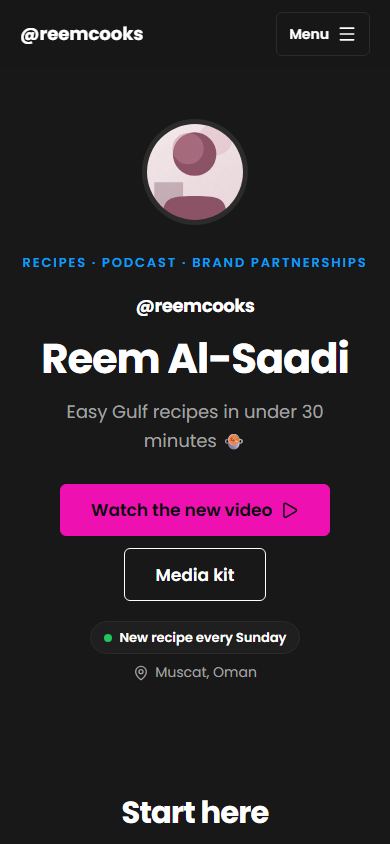 @reemcooks
Menu
RECIPES · PODCAST · BRAND PARTNERSHIPS
@reemcooks
Reem Al-Saadi
Easy Gulf recipes in under 30
minutes
Watch the new video
Media kit
New recipe every Sunday
Muscat, Oman
Start here